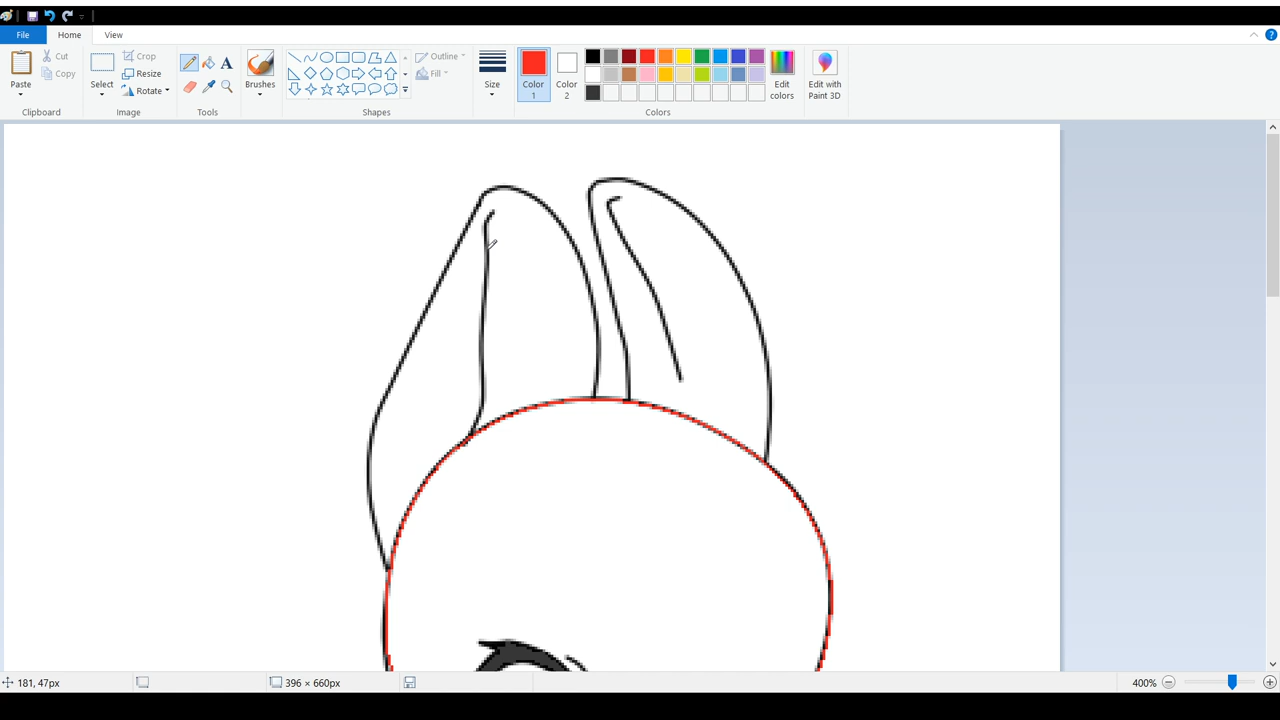 File Home View
Paste Cut Copy Clipboard
Select Crop Resize Rotate Image
A Tools
Brushes
Outline Fill Shapes
Size
Color 1 Color 2 Edit colors Colors
Edit with Paint 3D
?
181, 47px 396 × 660px 400%